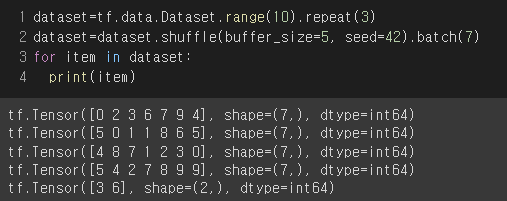 1 dataset=tf.data.Dataset.range(10).repeat(3)
2 dataset=dataset.shuffle(buffer_size=5, seed=42).batch(7)
3 for item in dataset:
4   print(item)
tf.Tensor([0 2 3 6 7 9 4], shape=(7,), dtype=int64)
tf.Tensor([5 0 1 1 8 6 5], shape=(7,), dtype=int64)
tf.Tensor([4 8 7 1 2 3 0], shape=(7,), dtype=int64)
tf.Tensor([5 4 2 7 8 9 9], shape=(7,), dtype=int64)
tf.Tensor([3 6], shape=(2,), dtype=int64)